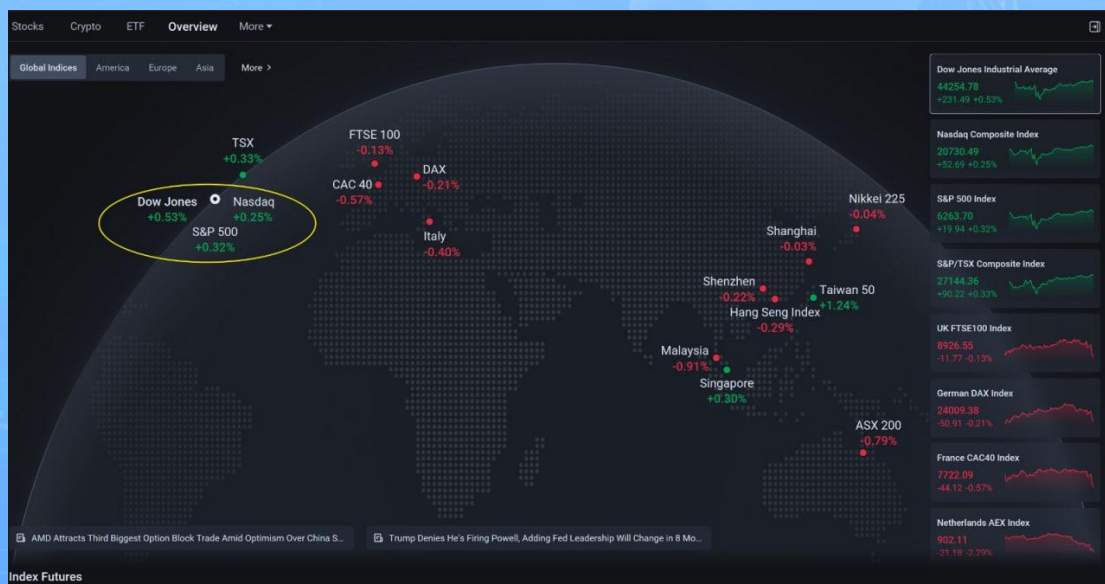 Stocks Crypto ETF Overview More
Global Indices America Europe Asia More >
TSX
+0.33%
Dow Jones
+0.53%
Nasdaq
+0.25%
S&P 500
+0.32%
FTSE 100
-0.13%
CAC 40
-0.57%
DAX
-0.21%
Italy
-0.40%
Nikkei 225
-0.04%
Shanghai
-0.03%
Shenzhen
-0.22%
Hang Seng Index
-0.29%
Taiwan 50
+1.24%
Malaysia
-0.91%
Singapore
+0.30%
ASX 200
-0.79%
Dow Jones Industrial Average
44254.78
+231.49 +0.53%
Nasdaq Composite Index
20730.49
+52.69 +0.25%
S&P 500 Index
6263.70
+19.94 +0.32%
S&P/TSX Composite Index
27144.36
+90.22 +0.33%
UK FTSE100 Index
8926.55
-11.77 -0.13%
German DAX Index
24009.38
-50.91 -0.21%
France CAC40 Index
7722.09
-44.12 -0.57%
Netherlands AEX Index
902.11
-21.18 -2.29%
AMD Attracts Third Biggest Option Block Trade Amid Optimism Over China S...
Trump Denies He's Firing Powell, Adding Fed Leadership Will Change in 8 Mo...
Index Futures